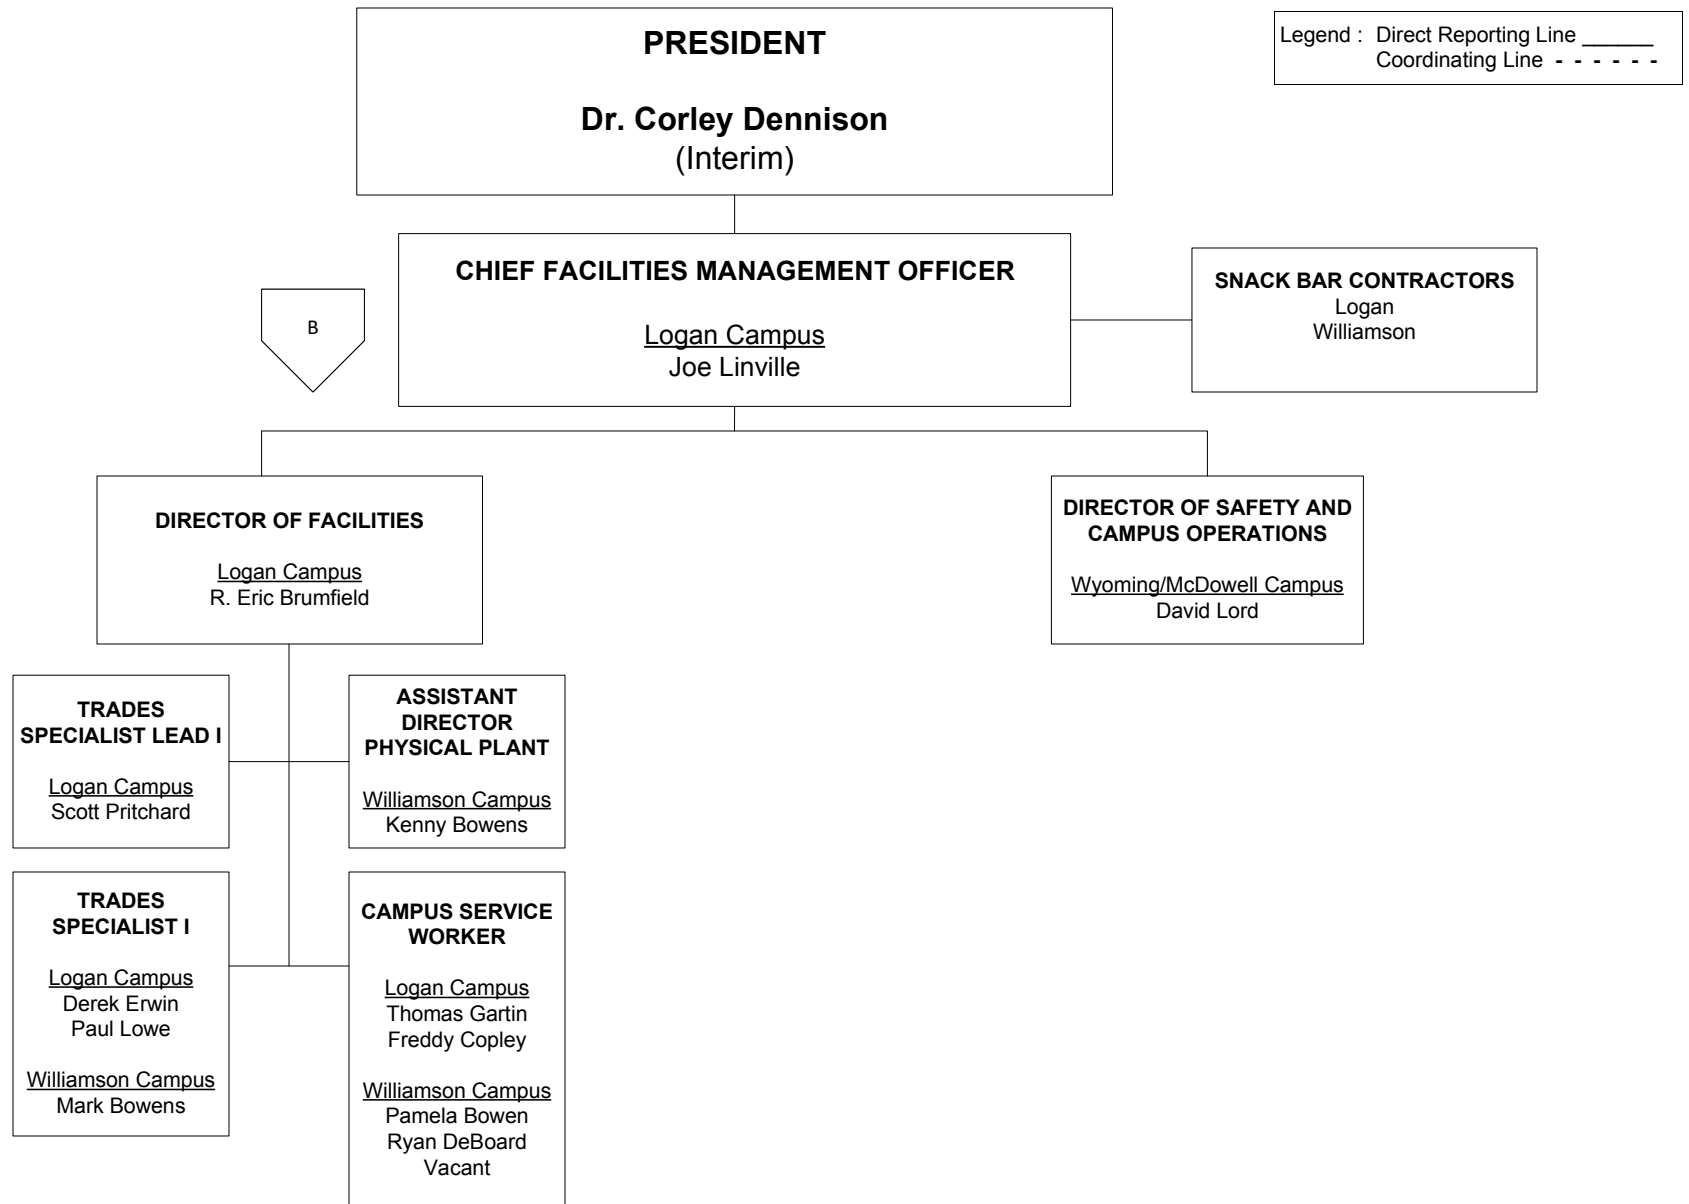 PRESIDENT
Dr. Corley Dennison
(Interim)
Legend : Direct Reporting Line ______
Coordinating Line - - - - - -
CHIEF FACILITIES MANAGEMENT OFFICER
Logan Campus
Joe Linville
SNACK BAR CONTRACTORS
Logan
Williamson
B
DIRECTOR OF FACILITIES
Logan Campus
R. Eric Brumfield
DIRECTOR OF SAFETY AND
CAMPUS OPERATIONS
Wyoming/McDowell Campus
David Lord
TRADES
SPECIALIST LEAD I
Logan Campus
Scott Pritchard
ASSISTANT
DIRECTOR
PHYSICAL PLANT
Williamson Campus
Kenny Bowens
TRADES
SPECIALIST I
Logan Campus
Derek Erwin
Paul Lowe
Williamson Campus
Mark Bowens
CAMPUS SERVICE
WORKER
Logan Campus
Thomas Gartin
Freddy Copley
Williamson Campus
Pamela Bowen
Ryan DeBoard
Vacant